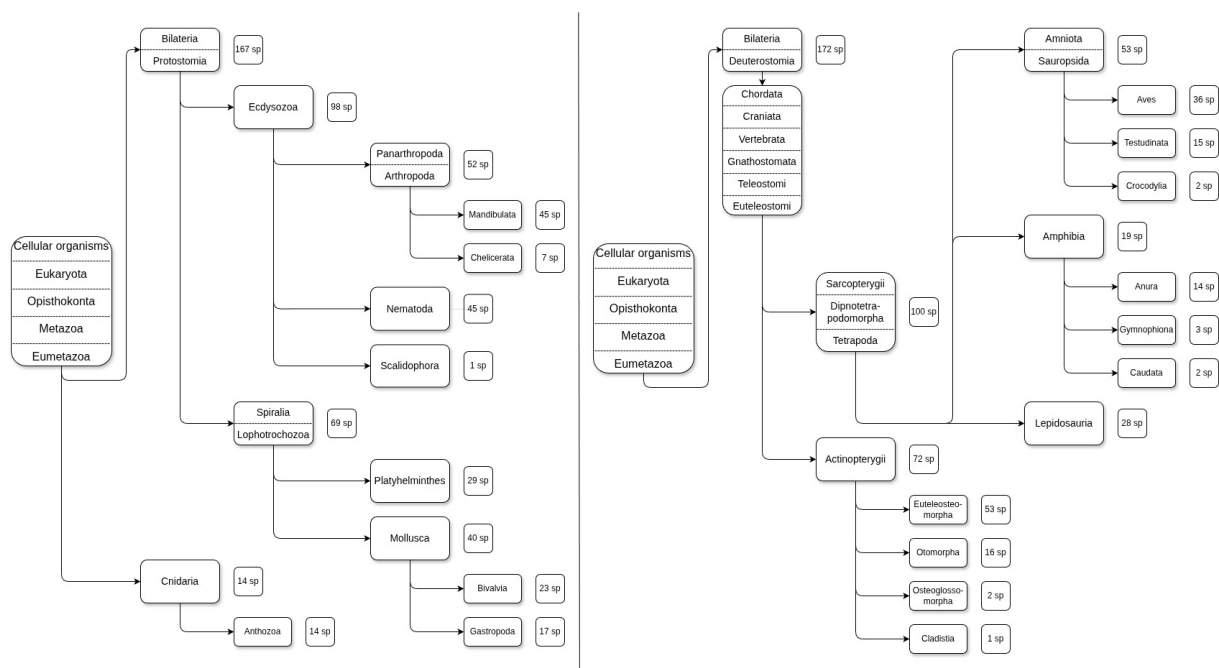 Bilateria
Protostomia
167 sp
Ecdysozoa
98 sp
Panarthropoda
Arthropoda
52 sp
Mandibulata
45 sp
Chelicerata
7 sp
Cellular organisms
Eukaryota
Opisthokonta
Metazoa
Eumetazoa
Nematoda
45 sp
Scalidophora
1 sp
Spiralia
Lophotrochozoa
69 sp
Platyhelminthes
29 sp
Mollusca
40 sp
Bivalvia
23 sp
Gastropoda
17 sp
Cnidaria
14 sp
Anthozoa
14 sp
Bilateria
Deuterostomia
172 sp
Chordata
Craniata
Vertebrata
Gnathostomata
Teleostomi
Euteleostomi
Cellular organisms
Eukaryota
Opisthokonta
Metazoa
Eumetazoa
Sarcopterygii
Dipnotetra-
podomorpha
Tetrapoda
100 sp
Amniota
Sauropsida
53 sp
Aves
36 sp
Testudinata
15 sp
Crocodylia
2 sp
Amphibia
19 sp
Anura
14 sp
Gymnophiona
3 sp
Caudata
2 sp
Lepidosauria
28 sp
Actinopterygii
72 sp
Euteleosteo-
morpha
53 sp
Otomorpha
16 sp
Osteoglosso-
morpha
2 sp
Cladistia
1 sp